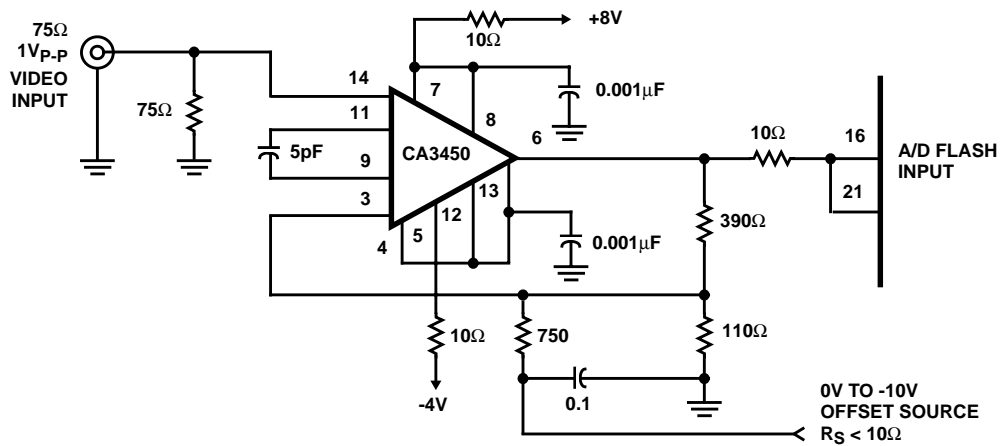 75Ω
1VP-P
VIDEO
INPUT
75Ω
5pF
14
11
9
3
4
5
12
13
7
8
6
CA3450
10Ω
+8V
0.001μF
0.001μF
10Ω
-4V
750
0.1
390Ω
110Ω
10Ω
16
21
A/D FLASH
INPUT
0V TO -10V
OFFSET SOURCE
RS < 10Ω